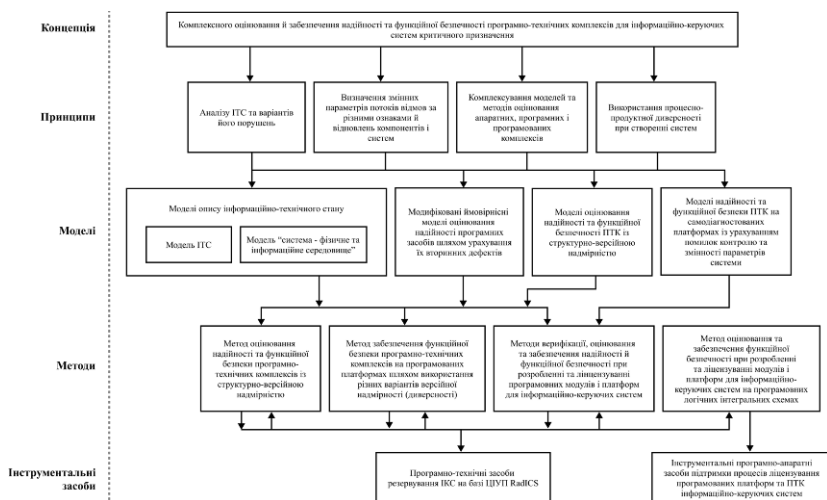 Концепція
Комплексного оцінювання й забезпечення надійності та функційної безпечності програмно-технічних комплексів для інформаційно-керуючих
систем критичного призначення
Принципи
Аналізу ІТС та варіантів
його порушень
Визначення змінних
параметрів потоків відмов за
різними ознаками й
відновлень компонентів і
систем
Комплексування моделей та
методів оцінювання
апаратних, програмних і
програмованих
комплексів
Використання процесно-
продуктної диверсності
при створенні систем
Моделі
Моделі опису інформаційно-технічного стану
Модель ІТС
Модель "система - фізичне та
інформаційне середовище"
Модифіковані ймовірнісні
моделі оцінювання
надійності програмних
засобів шляхом урахування
їх вторинних дефектів
Моделі оцінювання
надійності та функційної
безпечності ПТК із
структурно-версійною
надмірністю
Моделі надійності та
функційної безпеки ПТК на
самодіагностованих
платформах із урахуванням
помилок контролю та
змінності параметрів
системи
Методи
Метод оцінювання
надійності та функційної
безпеки програмно-
технічних комплексів із
структурно-версійною
надмірністю
Метод забезпечення функційної
безпеки програмно-технічних
комплексів на програмованих
платформах шляхом використання
різних варіантів версійної
надмірності (диверсності)
Методи верифікації, оцінювання
та забезпечення надійності й
функційної безпечності при
розробленні та ліцензуванні
програмовних модулів і платформ
для інформаційно-керуючих систем
Метод оцінювання та
забезпечення функційної
безпечності при розробленні
та ліцензуванні модулів і
платформ для інформаційно-
керуючих систем на програмовних
логічних інтегральних схемах
Інструментальні
засоби
Програмно-технічні засоби
резервування ІКС на базі ЦІУП RadICS
Інструментальні програмно-апаратні
засоби підтримки процесів ліцензування
програмованих платформ та ПТК
інформаційно-керуючих систем